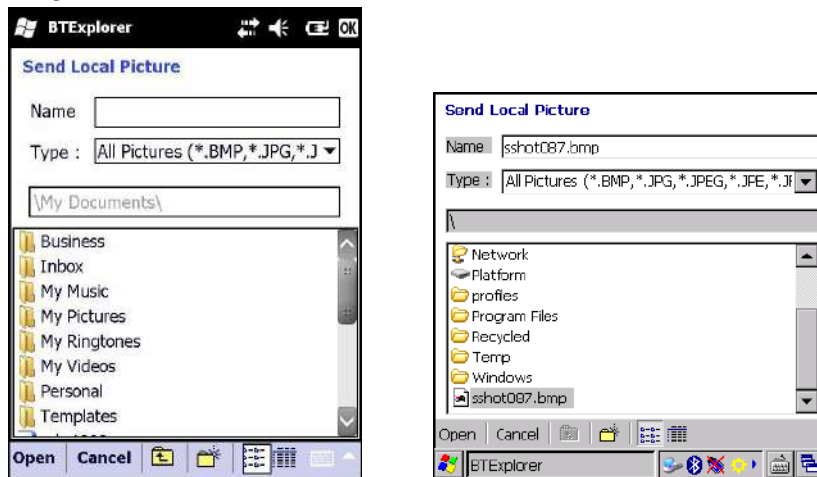 BTExplorer OK
Send Local Picture
Name
Type : All Pictures (*.BMP,*.JPG,*.J
\My Documents\
Business
Inbox
My Music
My Pictures
My Ringtones
My Videos
Personal
Templates
Open Cancel
Send Local Picture
Name sshot087.bmp
Type : All Pictures (*.BMP,*.JPG,*.JPEG,*.JFE,*.JF
\
Network
Platform
profiles
Program Files
Recycled
Temp
Windows
sshot087.bmp
Open Cancel
BTExplorer